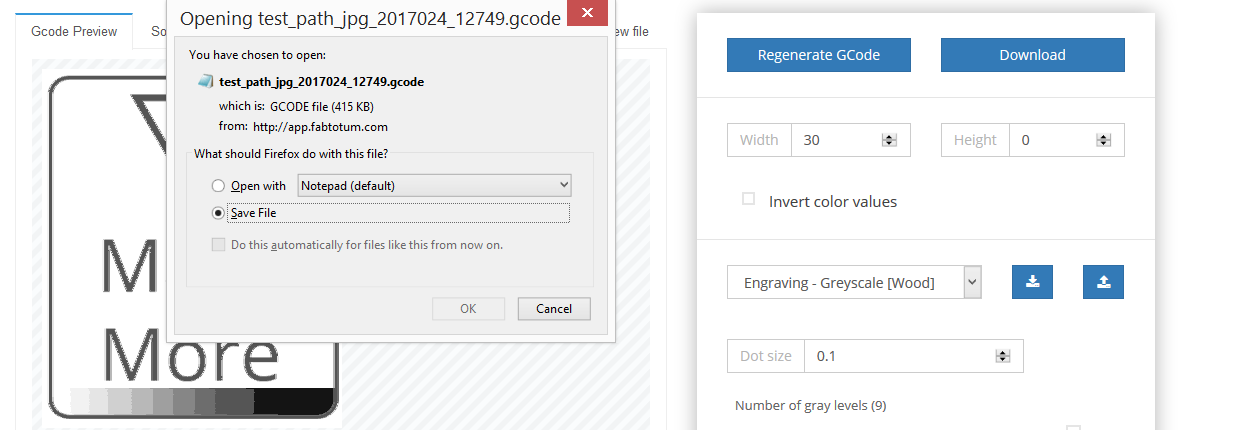 Gcode Preview
So
ew file
Opening test_path_jpg_2017024_12749.gcode
You have chosen to open:
test_path_jpg_2017024_12749.gcode
which is: GCODE file (415 KB)
from: http://app.fabtotum.com
What should Firefox do with this file?
Open with Notepad (default)
Save File
Do this automatically for files like this from now on.
OK Cancel
M
More
Regenerate GCode Download
Width 30 Height 0
Invert color values
Engraving - Greyscale [Wood]
Dot size 0.1
Number of gray levels (9)